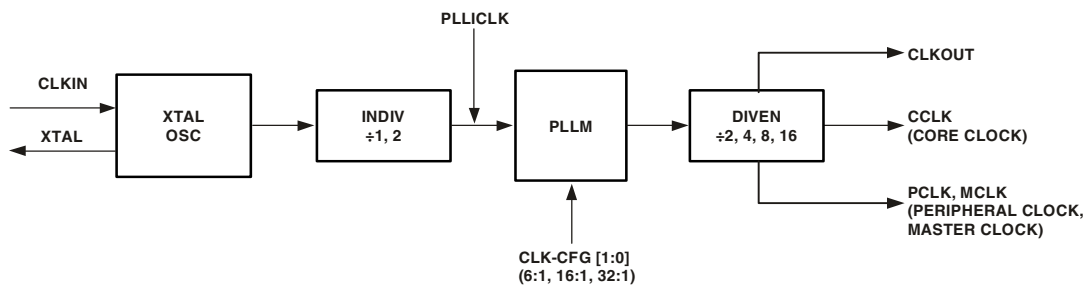 PLLICLK
CLKIN
XTAL
XTAL
OSC
INDIV
÷1, 2
PLLM
DIVEN
÷2, 4, 8, 16
CLKOUT
CCLK
(CORE CLOCK)
PCLK, MCLK
(PERIPHERAL CLOCK,
MASTER CLOCK)
CLK-CFG [1:0]
(6:1, 16:1, 32:1)